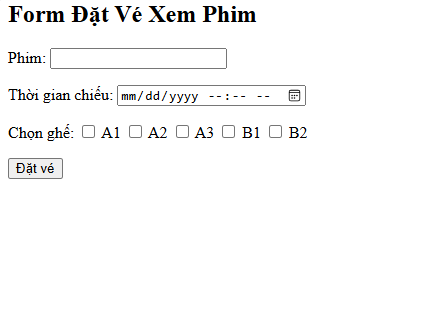 Form Đặt Vé Xem Phim
Phim:
Thời gian chiếu: mm/dd/yyyy --:-- --
Chọn ghế: A1 A2 A3 B1 B2
Đặt vé